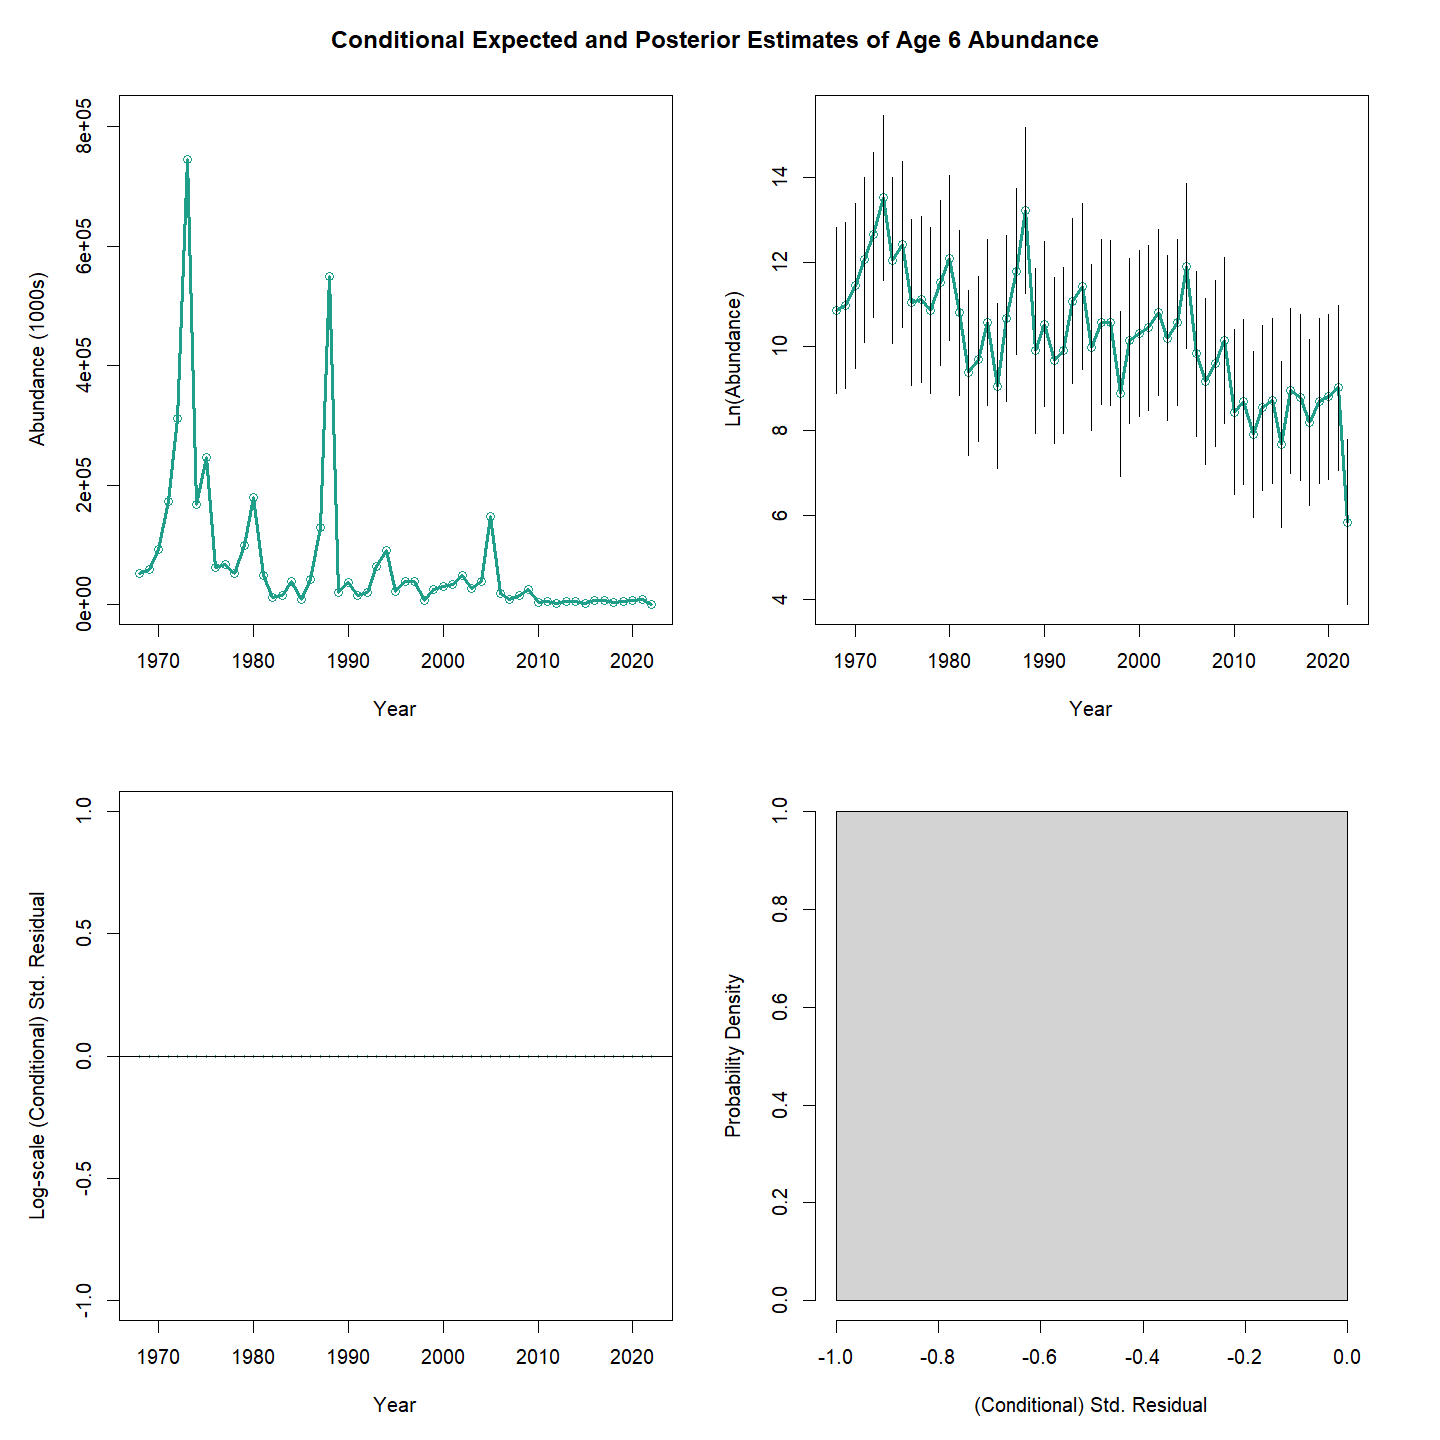 Conditional Expected and Posterior Estimates of Age 6 Abundance
Abundance (1000s)
8e+05
6e+05
4e+05
2e+05
0e+00
1970 1980 1990 2000 2010 2020
Year
Ln(Abundance)
14
12
10
8
6
4
1970 1980 1990 2000 2010 2020
Year
Log-scale (Conditional) Std. Residual
1.0
0.5
0.0
-0.5
-1.0
1970 1980 1990 2000 2010 2020
Year
Probability Density
1.0
0.8
0.6
0.4
0.2
0.0
-1.0 -0.8 -0.6 -0.4 -0.2 0.0
(Conditional) Std. Residual